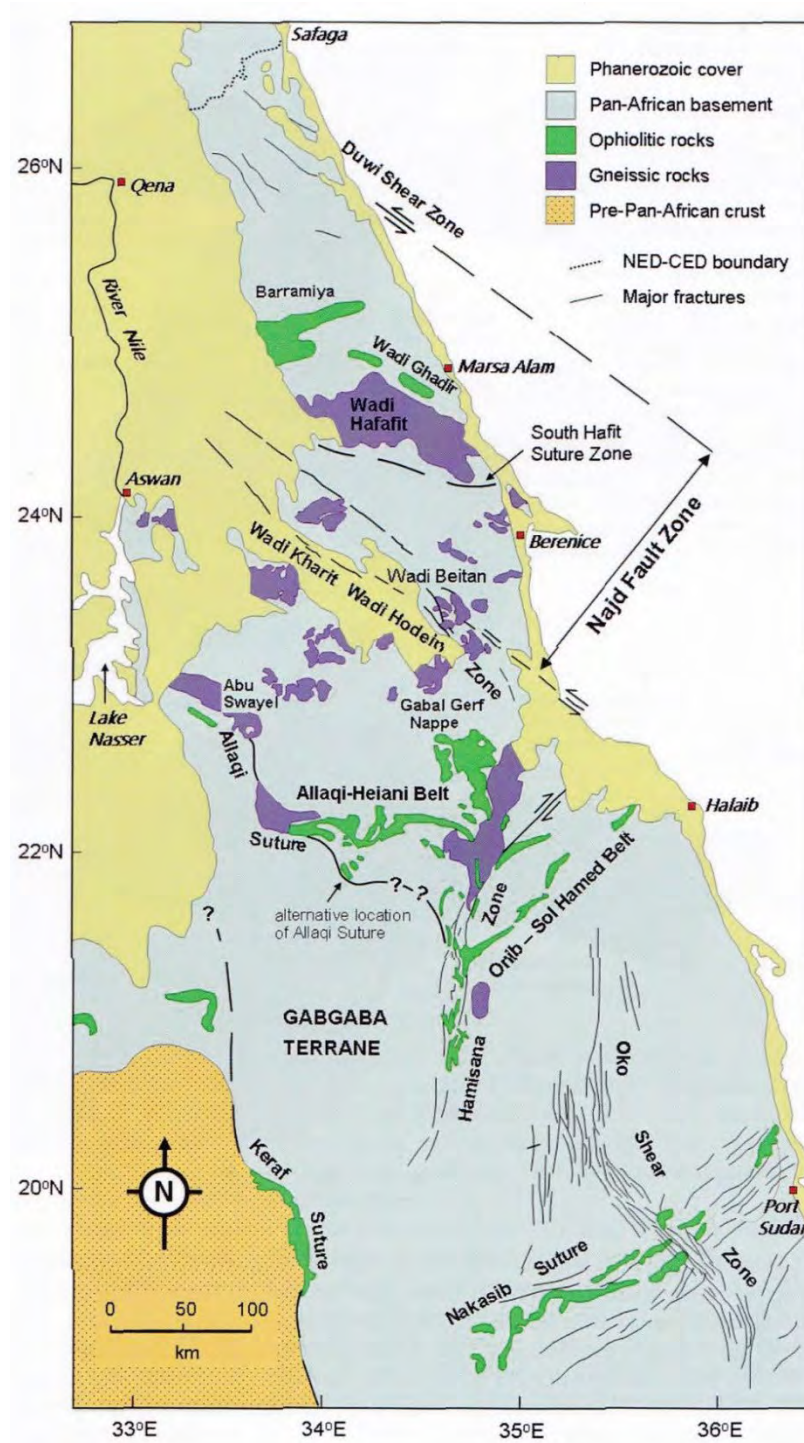 Safaga
Phanerozoic cover
Pan-African basement
Ophiolitic rocks
Gneissic rocks
Pre-Pan-African crust
NED-CED boundary
Major fractures
26°N
Qena
Duwi Shear Zone
River Nile
Barramiya
Wadi Ghadir
Marsa Alam
Wadi
Hafafit
South Hafit
Suture Zone
Aswan
24°N
Berenice
Najd Fault Zone
Wadi Kharit Wadi Hodein
Zone
Wadi Beitan
Lake
Nasser
Abu
Swayel
Gabal Gerf
Nappe
Allaqi
Suture
Allaqi-Heiani Belt
Halaib
22°N
? - ?
alternative location
of Allaqi Suture
Zone
Hamisana
Onib – Sol Hamed Belt
?
GABGABA
TERRANE
Oko
Shear
Zone
Keraf
Suture
N
20°N
Port
Sudan
Nakasib Suture
0 50 100
km
33°E 34°E 35°E 36°E